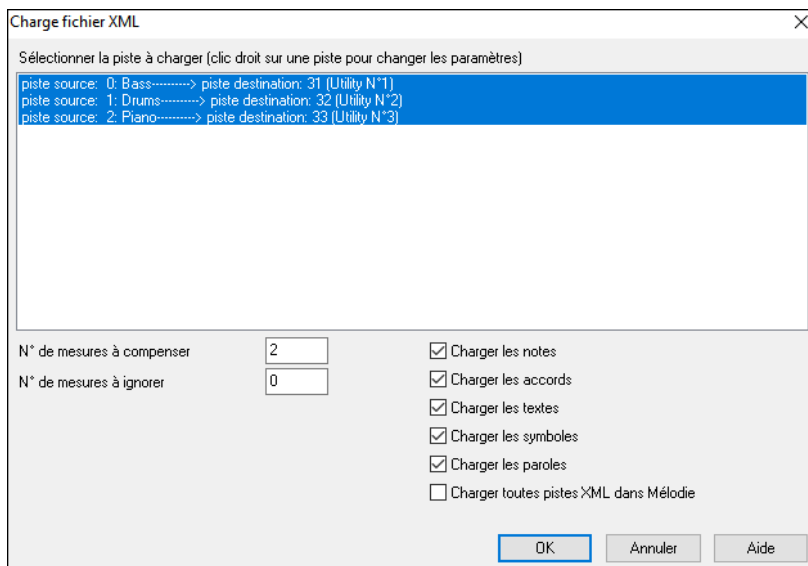 Charge fichier XML
Sélectionner la piste à charger (clic droit sur une piste pour changer les paramètres)
piste source:  0: Bass----------> piste destination: 31 (Utility N°1)
piste source:  1: Drums----------> piste destination: 32 (Utility N°2)
piste source:  2: Piano----------> piste destination: 33 (Utility N°3)
N° de mesures à compenser 2
N° de mesures à ignorer 0
Charger les notes
Charger les accords
Charger les textes
Charger les symboles
Charger les paroles
Charger toutes pistes XML dans Mélodie
OK Annuler Aide